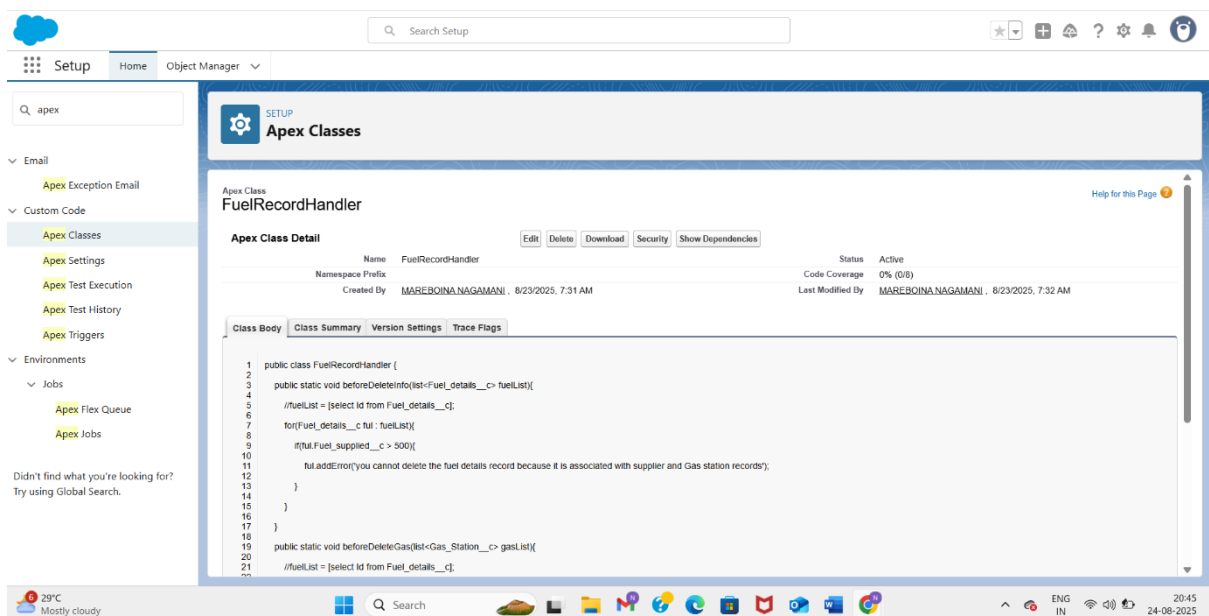 Search Setup
Setup
Home
Object Manager
apex
Email
Apex Exception Email
Custom Code
Apex Classes
Apex Settings
Apex Test Execution
Apex Test History
Apex Triggers
Environments
Jobs
Apex Flex Queue
Apex Jobs
Didn't find what you're looking for?
Try using Global Search.
SETUP
Apex Classes
Apex Class
FuelRecordHandler
Help for this Page
Apex Class Detail
Edit Delete Download Security Show Dependencies
Name FuelRecordHandler Status Active
Namespace Prefix Code Coverage 0% (0/8)
Created By MAREBOINA NAGAMANI , 8/23/2025, 7:31 AM Last Modified By MAREBOINA NAGAMANI , 8/23/2025, 7:32 AM
Class Body Class Summary Version Settings Trace Flags
1 public class FuelRecordHandler {
2
3 public static void beforeDeleteInfo(list<Fuel_details__c> fuelList){
4
5 //fuelList = [select Id from Fuel_details__c];
6
7 for(Fuel_details__c ful : fuelList){
8
9 if(ful.Fuel_supplied__c > 500){
10
11 ful.addError('you cannot delete the fuel details record because it is associated with supplier and Gas station records');
12
13 }
14
15 }
16
17 }
18
19 public static void beforeDeleteGas(list<Gas_Station__c> gasList){
20
21 //fuelList = [select Id from Fuel_details__c];
6
29°C
Mostly cloudy
Search
ENG
IN
20:45
24-08-2025